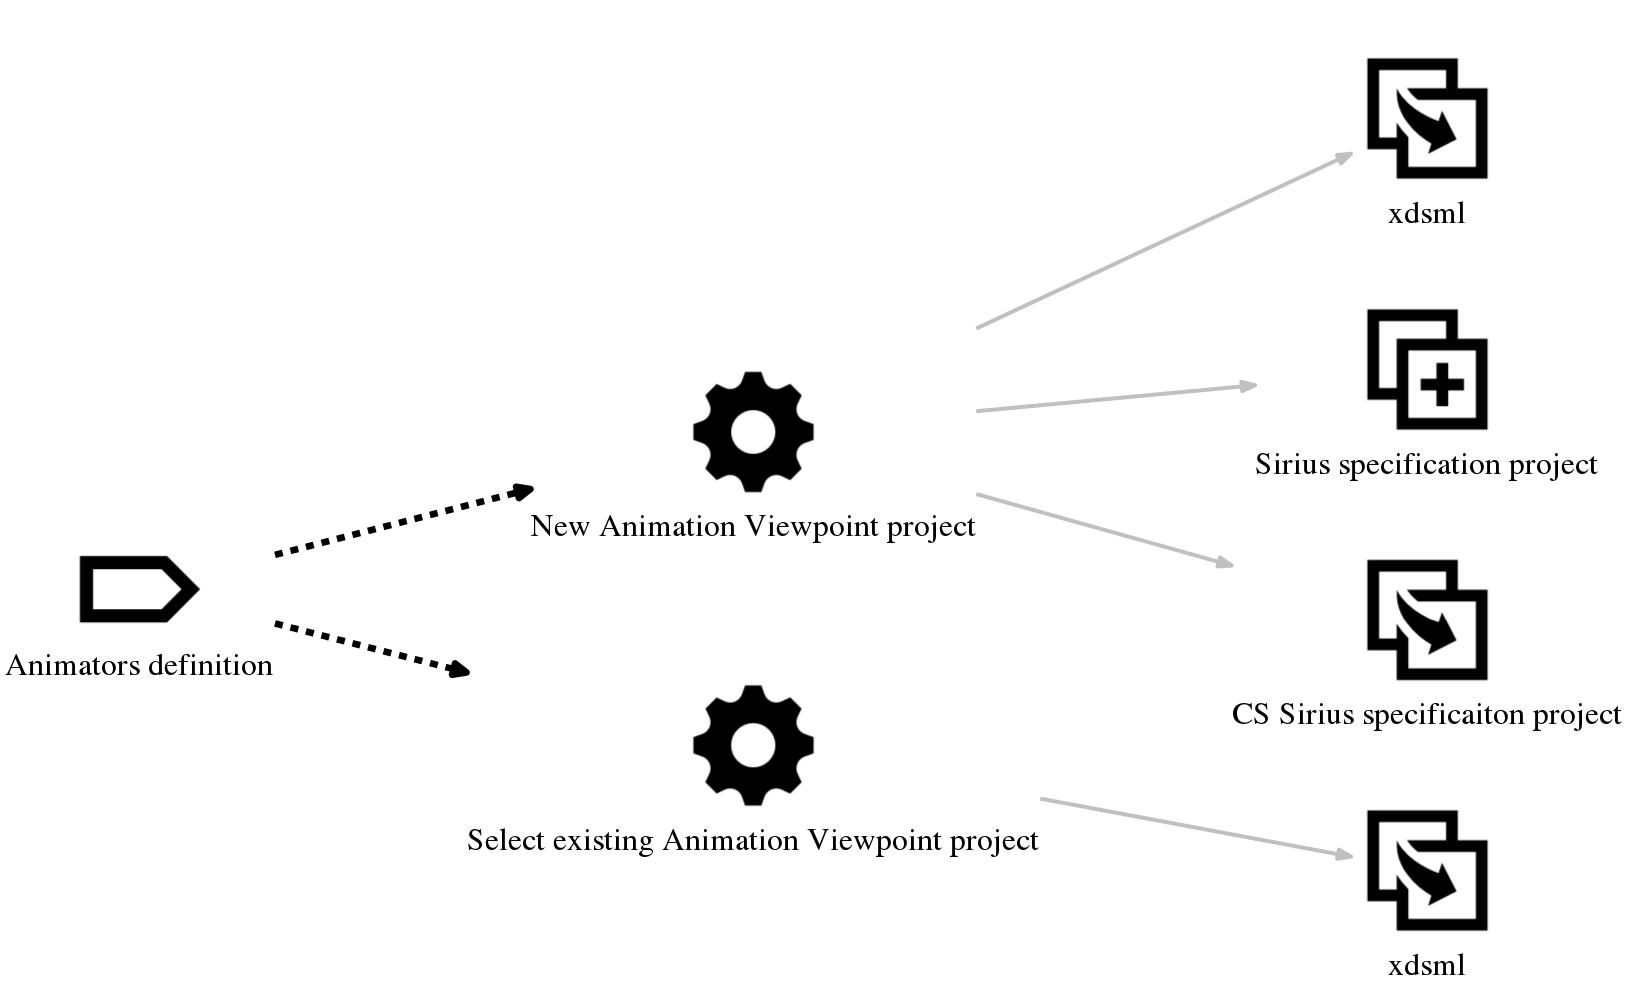 xdsml
Sirius specification project
New Animation Viewpoint project
Animators definition
CS Sirius specificaiton project
Select existing Animation Viewpoint project
xdsml